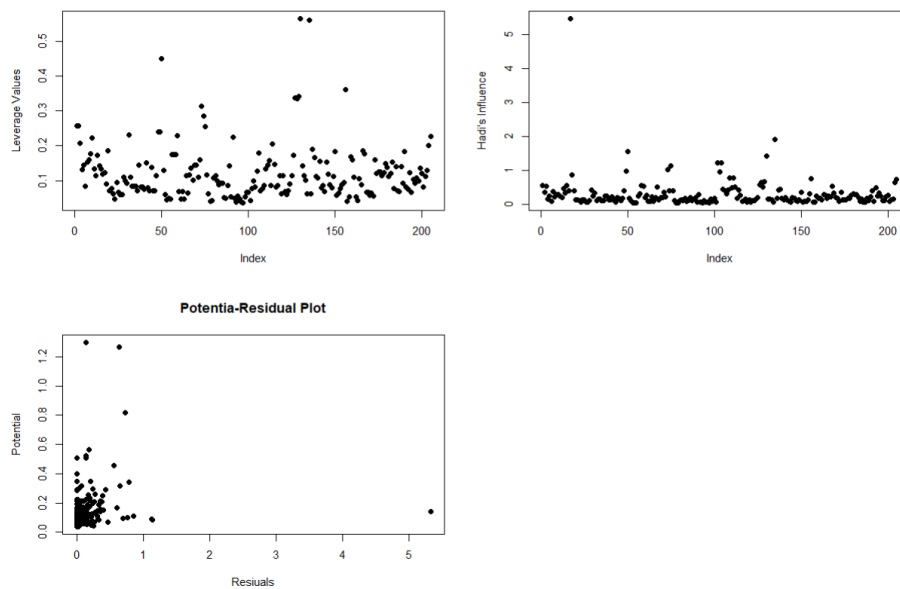 Leverage Values
0.5
0.4
0.3
0.2
0.1
0 50 100 150 200
Index
Hadi's Influence
5
4
3
2
1
0
0 50 100 150 200
Index
Potentia-Residual Plot
Potential
1.2
1.0
0.8
0.6
0.4
0.2
0.0
0 1 2 3 4 5
Resiuals